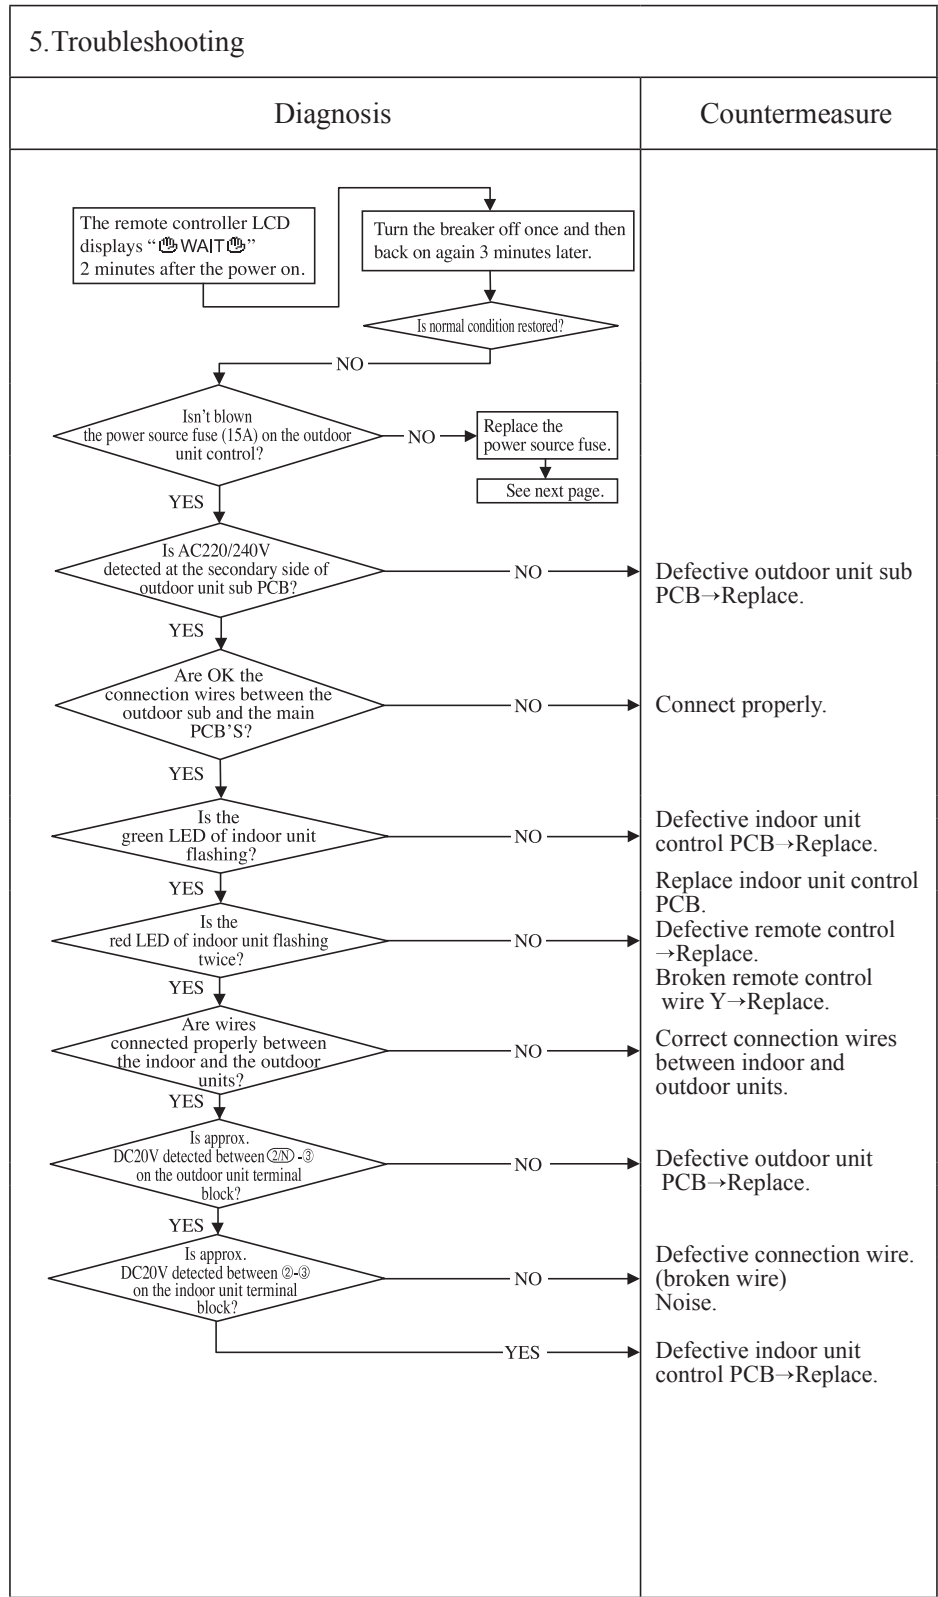 5.Troubleshooting
Diagnosis
Countermeasure
The remote controller LCD
displays “ WAIT ”
2 minutes after the power on.
Turn the breaker off once and then
back on again 3 minutes later.
Is normal condition restored?
NO
Isn't blown
the power source fuse (15A) on the outdoor
unit control?
NO
Replace the
power source fuse.
See next page.
YES
Is AC220/240V
detected at the secondary side of
outdoor unit sub PCB?
NO
Defective outdoor unit sub
PCB→Replace.
YES
Are OK the
connection wires between the
outdoor sub and the main
PCB'S?
NO
Connect properly.
YES
Is the
green LED of indoor unit
flashing?
NO
Defective indoor unit
control PCB→Replace.
YES
Is the
red LED of indoor unit flashing
twice?
NO
Replace indoor unit control
PCB.
Defective remote control
→Replace.
Broken remote control
wire Y→Replace.
YES
Are wires
connected properly between
the indoor and the outdoor
units?
NO
Correct connection wires
between indoor and
outdoor units.
YES
Is approx.
DC20V detected between 2/N -③
on the outdoor unit terminal
block?
NO
Defective outdoor unit
PCB→Replace.
YES
Is approx.
DC20V detected between ②-③
on the indoor unit terminal
block?
NO
Defective connection wire.
(broken wire)
Noise.
YES
Defective indoor unit
control PCB→Replace.